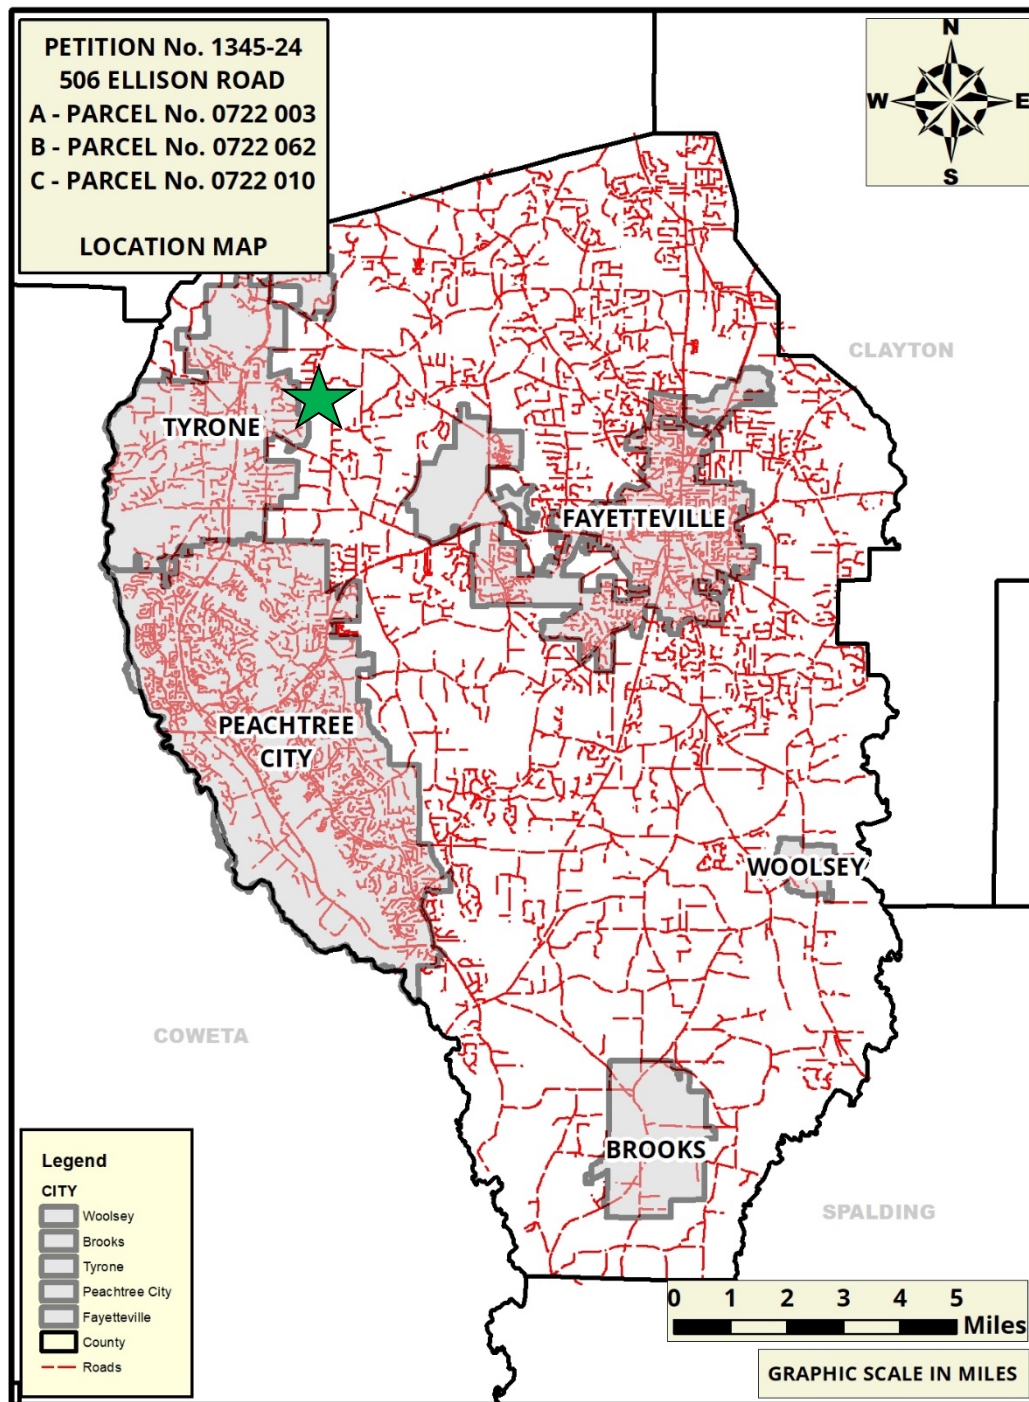 PETITION No. 1345-24
506 ELLISON ROAD
A - PARCEL No. 0722 003
B - PARCEL No. 0722 062
C - PARCEL No. 0722 010
LOCATION MAP
N
W E
S
CLAYTON
TYRONE
FAYETTEVILLE
PEACHTREE
CITY
WOOLSEY
COWETA
BROOKS
SPALDING
Legend
CITY
Woolsey
Brooks
Tyrone
Peachtree City
Fayetteville
County
Roads
0 1 2 3 4 5
Miles
GRAPHIC SCALE IN MILES